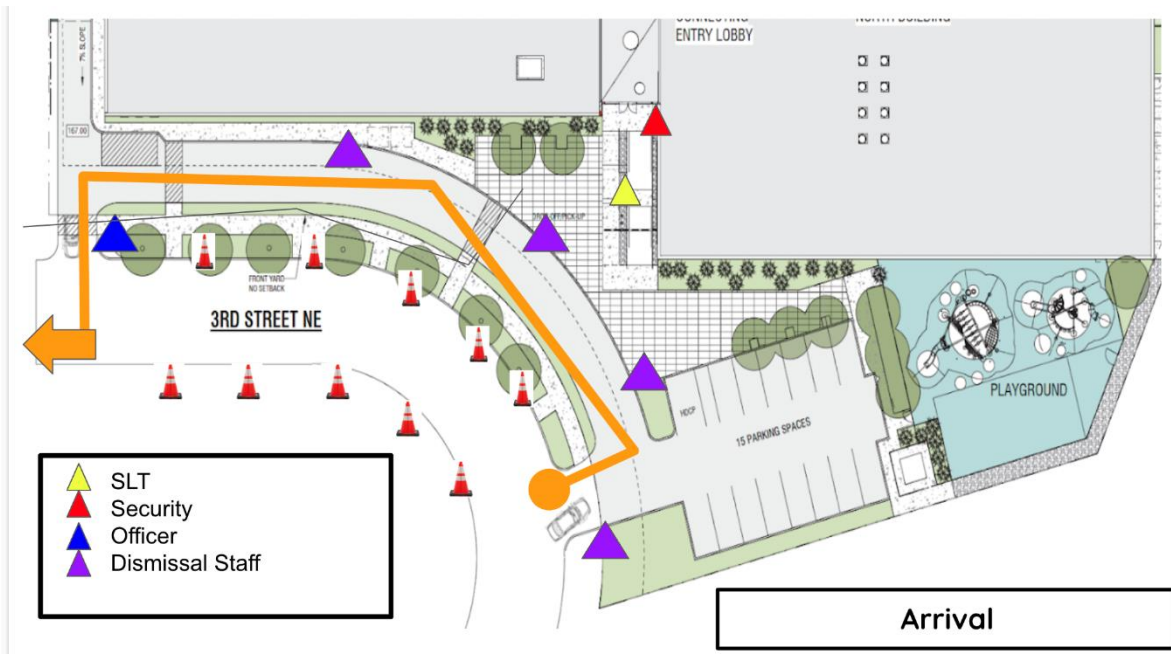 CONNECTING
ENTRY LOBBY
NORTH BUILDING
7% SLOPE
167.00
DROP OFF/PICK-UP
FRONT YARD
NO SETBACK
3RD STREET NE
HDCP
15 PARKING SPACES
PLAYGROUND
SLT
Security
Officer
Dismissal Staff
Arrival